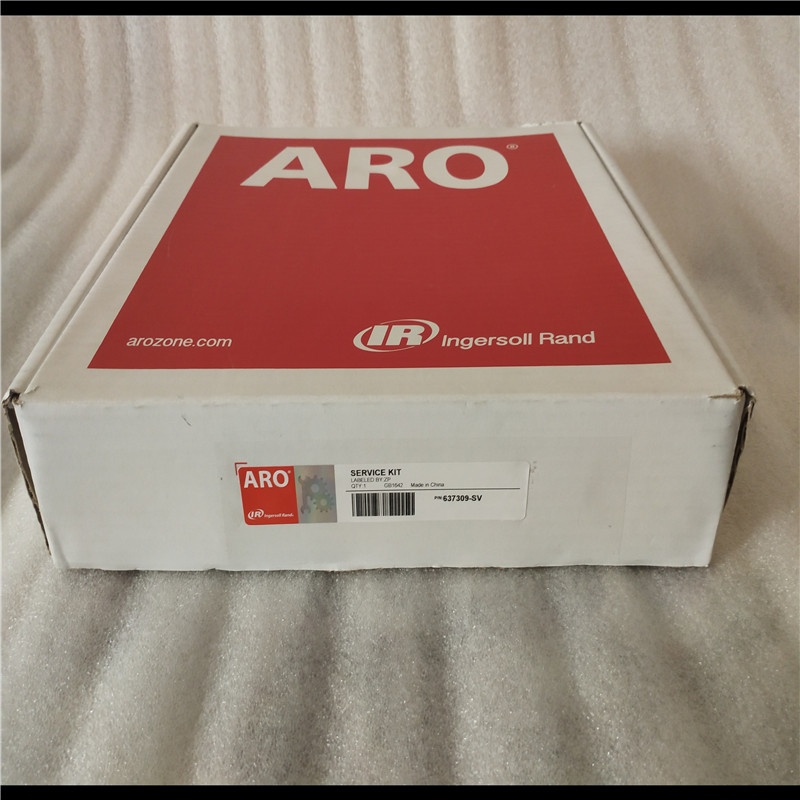 ARO®
arozone.com
IR Ingersoll Rand
ARO®
IR Ingersoll Rand.
SERVICE KIT
LABELED BY:ZP
QTY:1 GB1642 Made in China
P/N 637309-SV